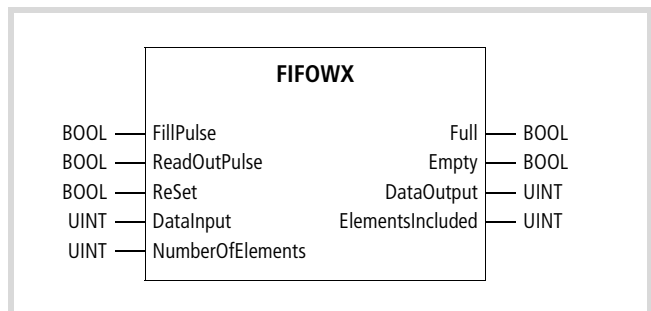 FIFOWX
BOOL FillPulse Full BOOL
BOOL ReadOutPulse Empty BOOL
BOOL ReSet DataOutput UINT
UINT DataInput ElementsIncluded UINT
UINT NumberOfElements